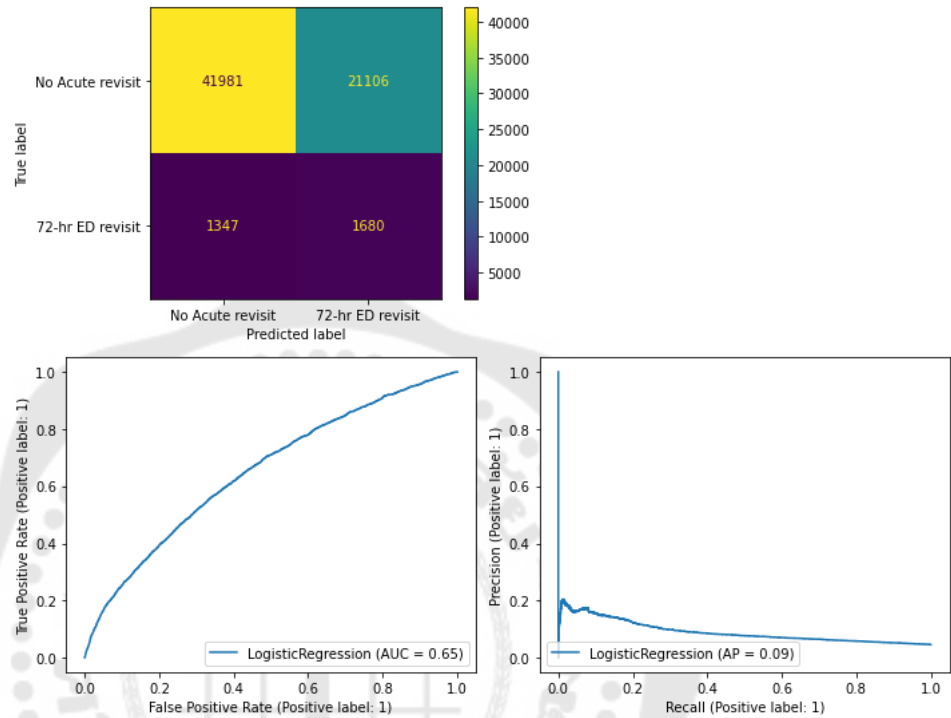 No Acute revisit
72-hr ED revisit
True label
41981 21106
1347 1680
No Acute revisit 72-hr ED revisit
Predicted label
40000
35000
30000
25000
20000
15000
10000
5000
True Positive Rate (Positive label: 1)
1.0
0.8
0.6
0.4
0.2
0.0
LogisticRegression (AUC = 0.65)
0.0 0.2 0.4 0.6 0.8 1.0
False Positive Rate (Positive label: 1)
Precision (Positive label: 1)
1.0
0.8
0.6
0.4
0.2
0.0
LogisticRegression (AP = 0.09)
0.0 0.2 0.4 0.6 0.8 1.0
Recall (Positive label: 1)